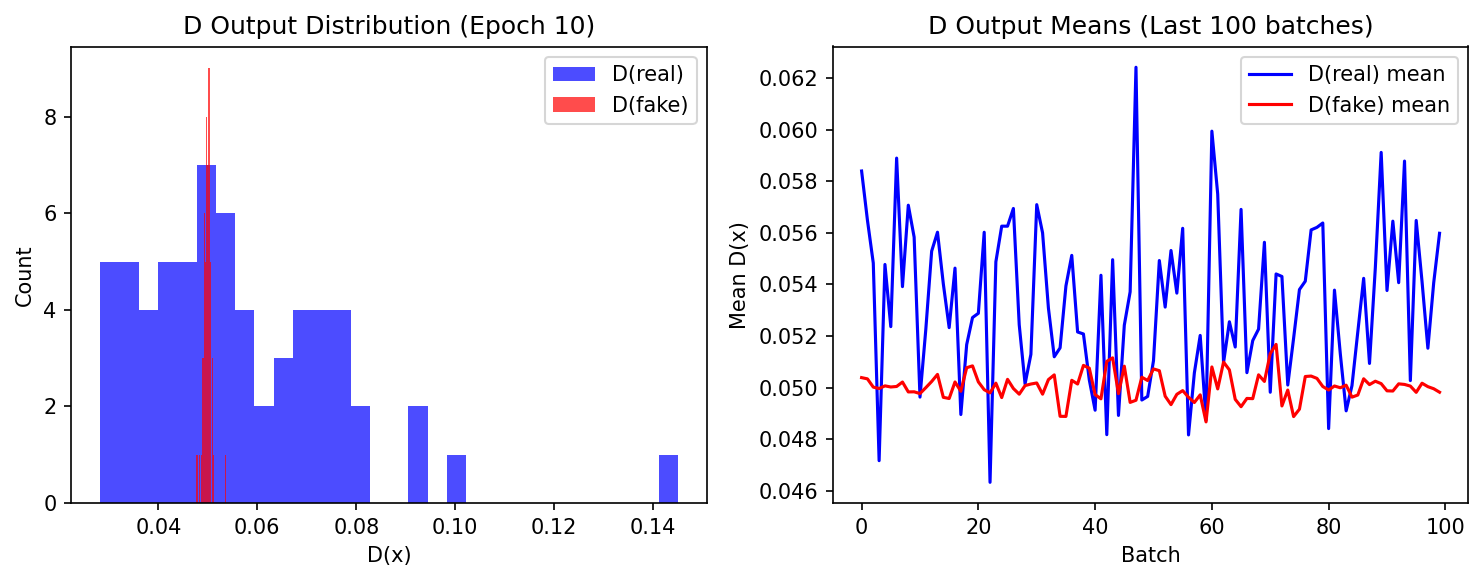 D Output Distribution (Epoch 10)
D(real)
D(fake)
8
6
4
2
0
Count
0.04 0.06 0.08 0.10 0.12 0.14
D(x)
D Output Means (Last 100 batches)
D(real) mean
D(fake) mean
0.062
0.060
0.058
0.056
0.054
0.052
0.050
0.048
0.046
Mean D(x)
0 20 40 60 80 100
Batch